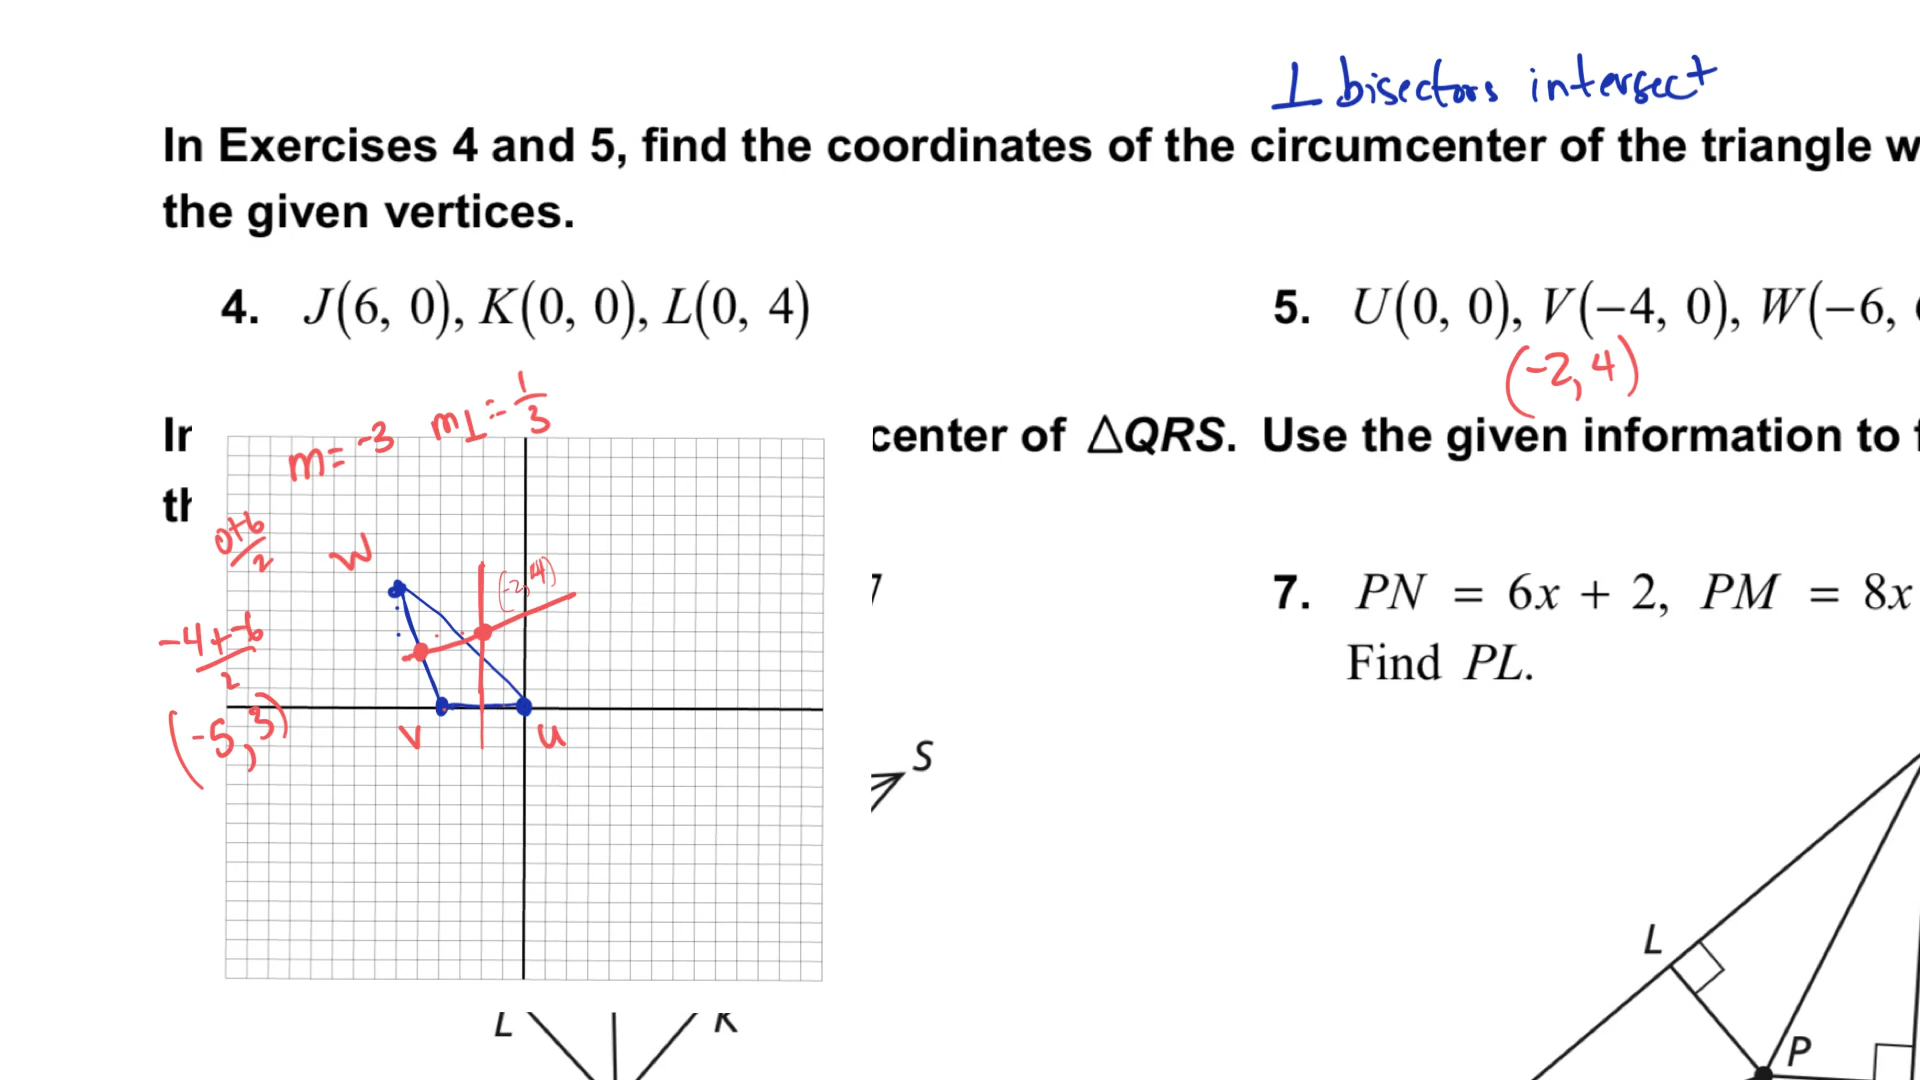 ⊥ bisectors intersect
In Exercises 4 and 5, find the coordinates of the circumcenter of the triangle w
the given vertices.
4. J(6, 0), K(0, 0), L(0, 4)
5. U(0, 0), V(−4, 0), W(−6,
(-2,4)
m=-3 m⊥=1/3
In
center of △QRS. Use the given information to f
th
0+6/2
W
(-2,4)
7. PN = 6x + 2, PM = 8x
Find PL.
-4+-6/2
(-5,3)
V
U
S
L
P
L
K